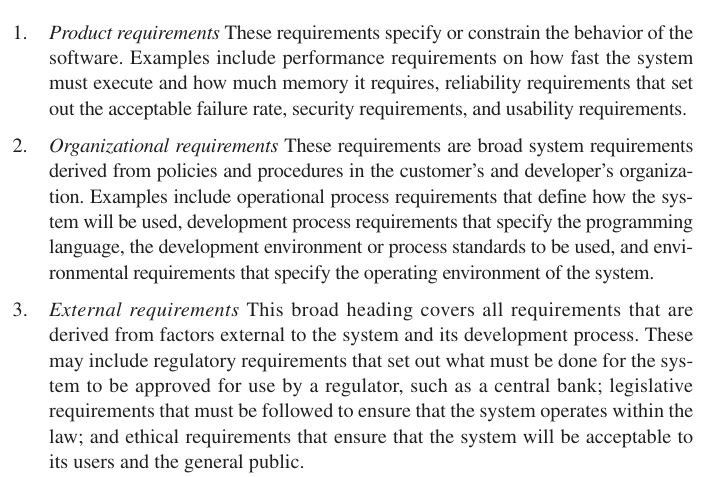 1. Product requirements These requirements specify or constrain the behavior of the
software. Examples include performance requirements on how fast the system
must execute and how much memory it requires, reliability requirements that set
out the acceptable failure rate, security requirements, and usability requirements.
2. Organizational requirements These requirements are broad system requirements
derived from policies and procedures in the customer’s and developer’s organiza-
tion. Examples include operational process requirements that define how the sys-
tem will be used, development process requirements that specify the programming
language, the development environment or process standards to be used, and envi-
ronmental requirements that specify the operating environment of the system.
3. External requirements This broad heading covers all requirements that are
derived from factors external to the system and its development process. These
may include regulatory requirements that set out what must be done for the sys-
tem to be approved for use by a regulator, such as a central bank; legislative
requirements that must be followed to ensure that the system operates within the
law; and ethical requirements that ensure that the system will be acceptable to
its users and the general public.